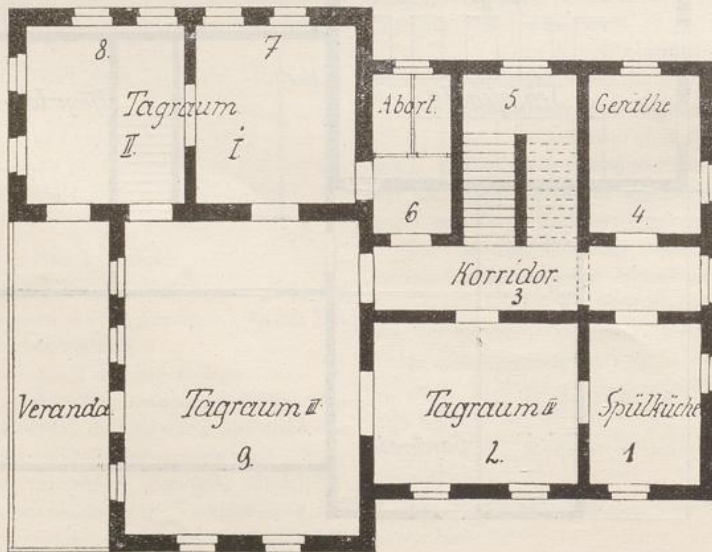 8.
7
Tagraum
II.
I
Abort.
5
Geräthe
6
4.
Korridor.
3
Veranda.
Tagraum III.
9.
Tagraum IV
2.
Spülküche
1